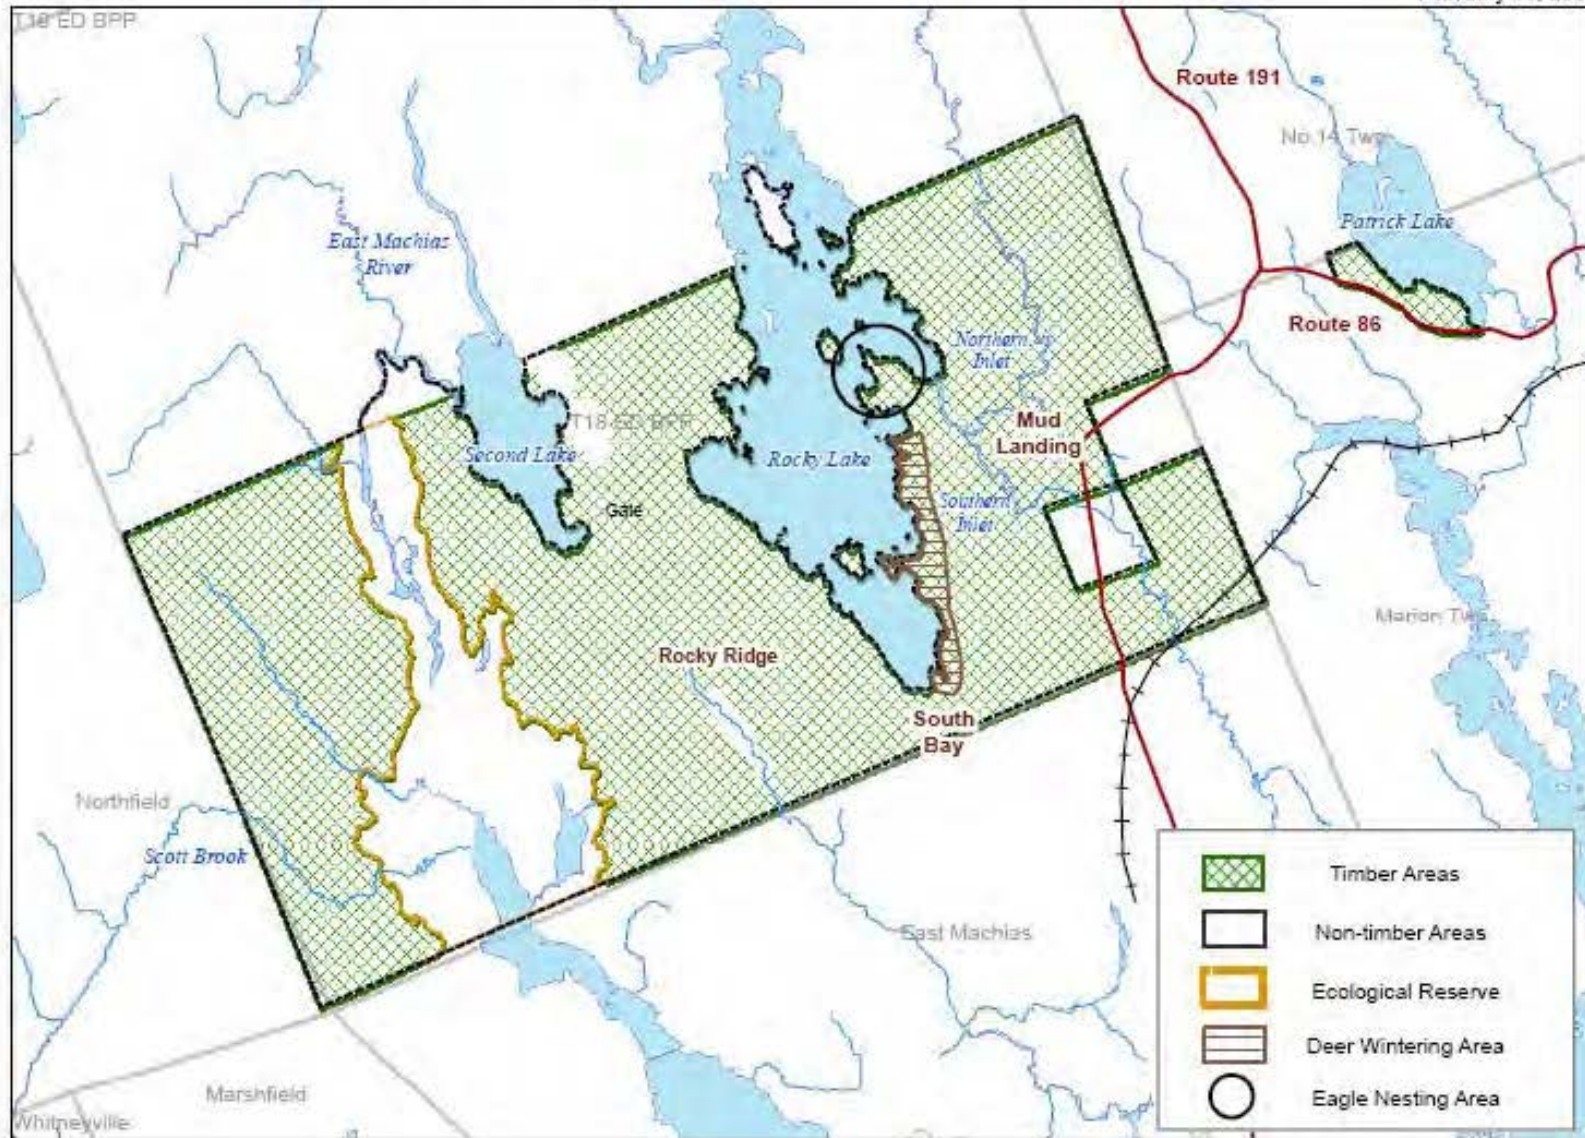 T18 ED BPP
Route 191
No 14 Twp
Patrick Lake
East Machias
River
Route 86
Northern
Inlet
T18 ED BPP
Mud
Landing
Second Lake
Rocky Lake
Gate
Southern
Inlet
Marion Twp
Rocky Ridge
South
Bay
Northfield
Scott Brook
East Machias
Marshfield
Whitneyville
Timber Areas
Non-timber Areas
Ecological Reserve
Deer Wintering Area
Eagle Nesting Area